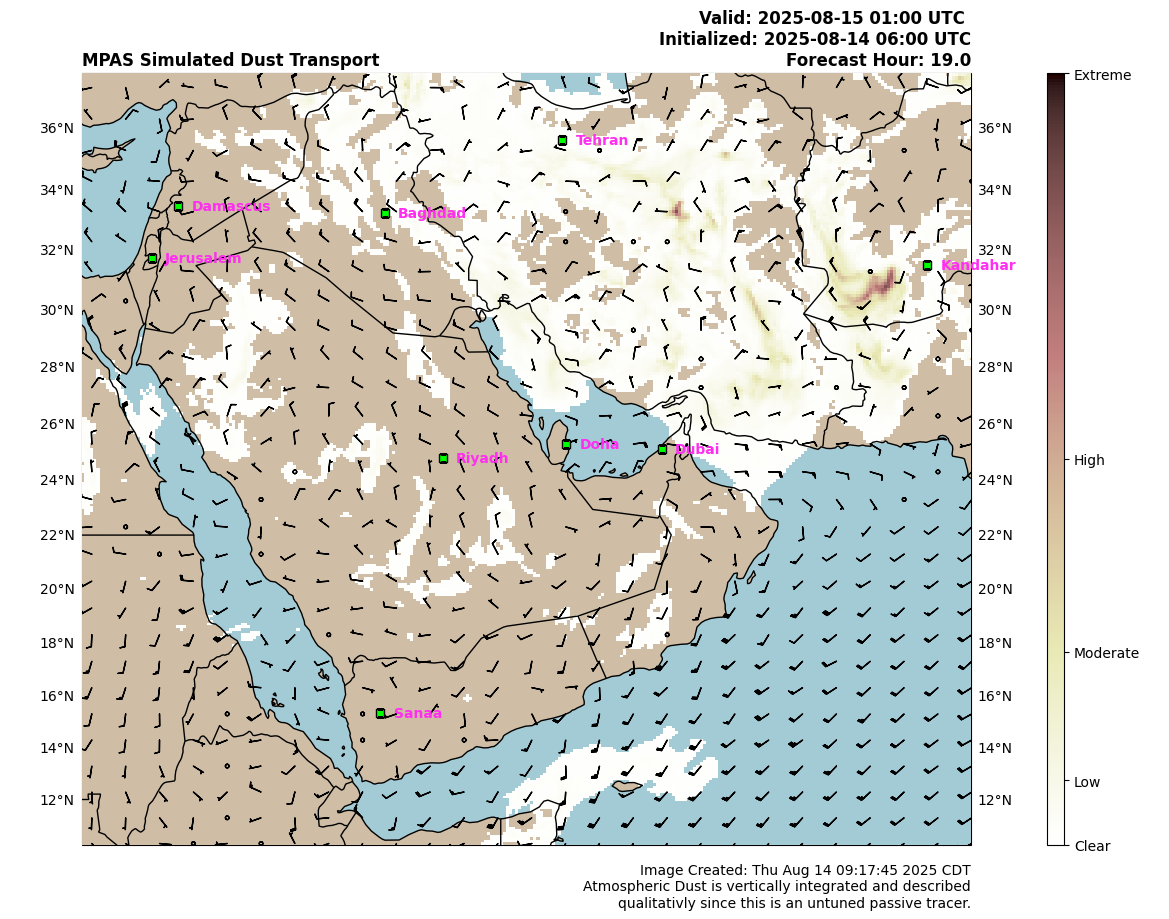 Valid: 2025-08-15 01:00 UTC
Initialized: 2025-08-14 06:00 UTC
MPAS Simulated Dust Transport
Forecast Hour: 19.0
Extreme
36°N
Tehran
36°N
34°N
Damascus
Baghdad
34°N
32°N
Jerusalem
32°N
Kandahar
30°N
30°N
28°N
28°N
26°N
Doha
Dubai
26°N
Riyadh
High
24°N
24°N
22°N
22°N
20°N
20°N
18°N
18°N
Moderate
16°N
16°N
Sanaa
14°N
14°N
Low
12°N
12°N
Clear
Image Created: Thu Aug 14 09:17:45 2025 CDT
Atmospheric Dust is vertically integrated and described
qualitativly since this is an untuned passive tracer.